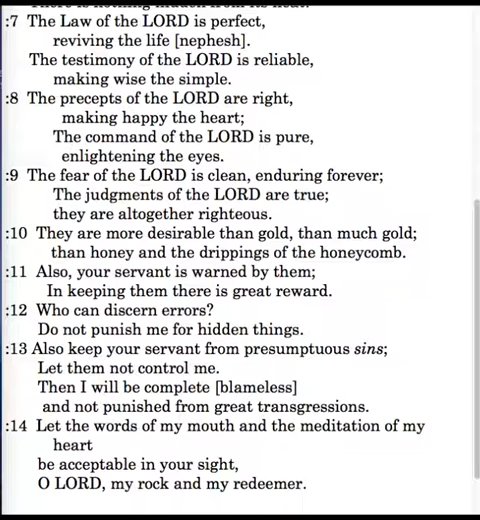 There is nothing hidden from its heat.
:7 The Law of the LORD is perfect,
reviving the life [nephesh].
The testimony of the LORD is reliable,
making wise the simple.
:8 The precepts of the LORD are right,
making happy the heart;
The command of the LORD is pure,
enlightening the eyes.
:9 The fear of the LORD is clean, enduring forever;
The judgments of the LORD are true;
they are altogether righteous.
:10 They are more desirable than gold, than much gold;
than honey and the drippings of the honeycomb.
:11 Also, your servant is warned by them;
In keeping them there is great reward.
:12 Who can discern errors?
Do not punish me for hidden things.
:13 Also keep your servant from presumptuous sins;
Let them not control me.
Then I will be complete [blameless]
and not punished from great transgressions.
:14 Let the words of my mouth and the meditation of my
heart
be acceptable in your sight,
O LORD, my rock and my redeemer.